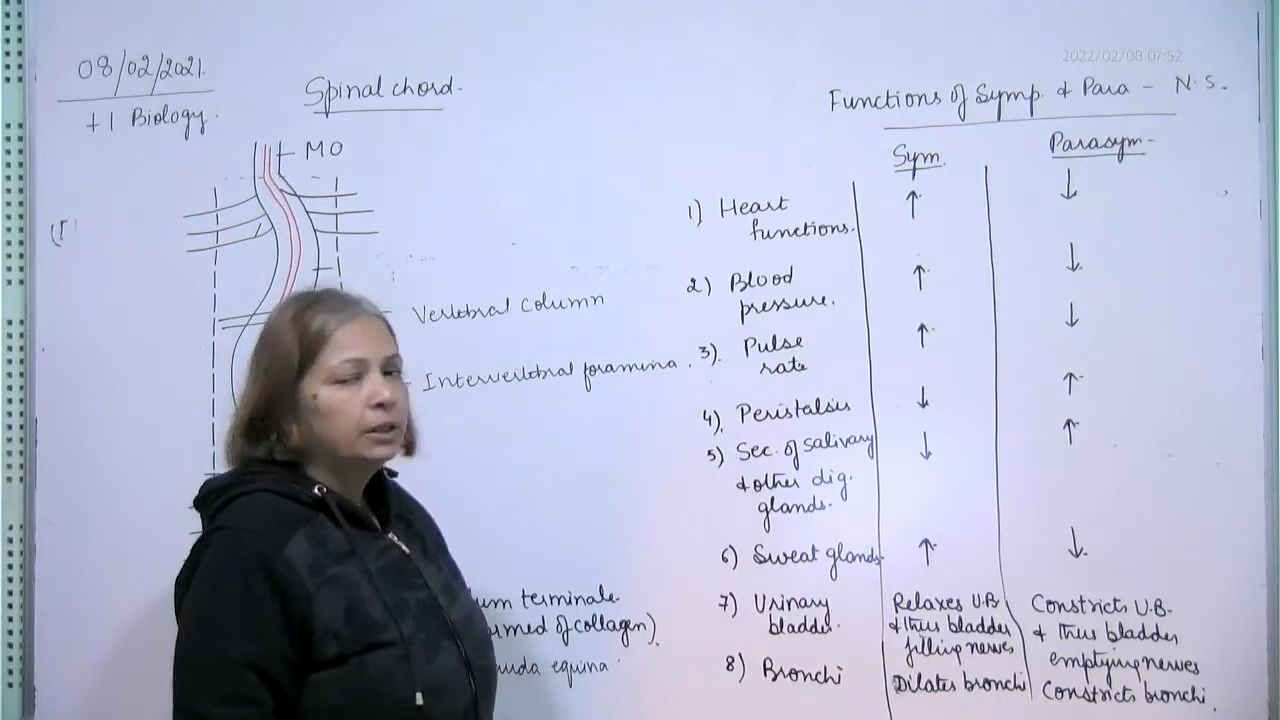 2022/02/08 07:52
08/02/2021.
+1 Biology.
Spinal chord.
MO
Vertebral column
Intervertebral foramina.
terminale
of collagen).
equina
Functions of Symp. & Para - N.S.
Sym.
Parasym-
1) Heart ↑ ↓
functions.
2) Blood ↑ ↓
pressure.
3) Pulse ↑ ↓
rate
4) Peristalsis ↓ ↑
5) Sec. of salivary ↓ ↑
& other dig.
glands.
6) Sweat glands ↑ ↓
7) Urinary
bladder.
Relaxes U.B.
& thus bladder
filling nerves
Constricts U.B.
& thus bladder
emptying nerves
8) Bronchi
Dilates bronchi
Constricts bronchi.